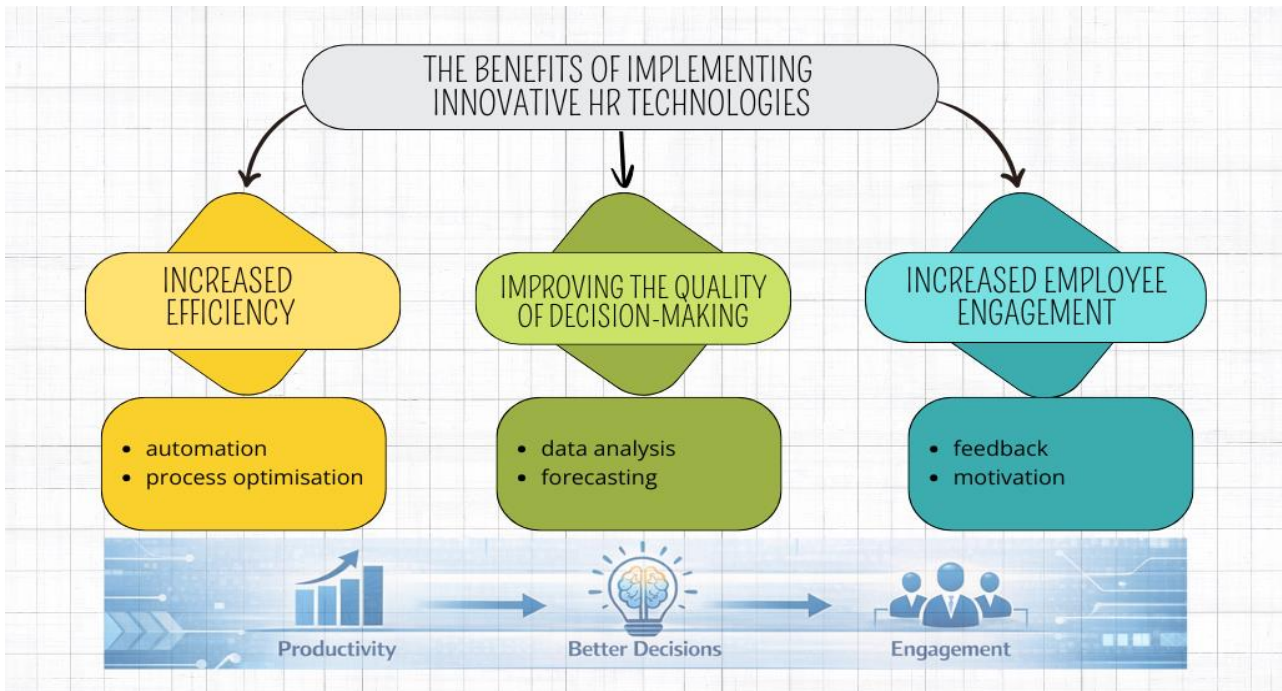 THE BENEFITS OF IMPLEMENTING
INNOVATIVE HR TECHNOLOGIES
INCREASED
EFFICIENCY
IMPROVING THE QUALITY
OF DECISION-MAKING
INCREASED EMPLOYEE
ENGAGEMENT
• automation
• process optimisation
• data analysis
• forecasting
• feedback
• motivation
Productivity
Better Decisions
Engagement